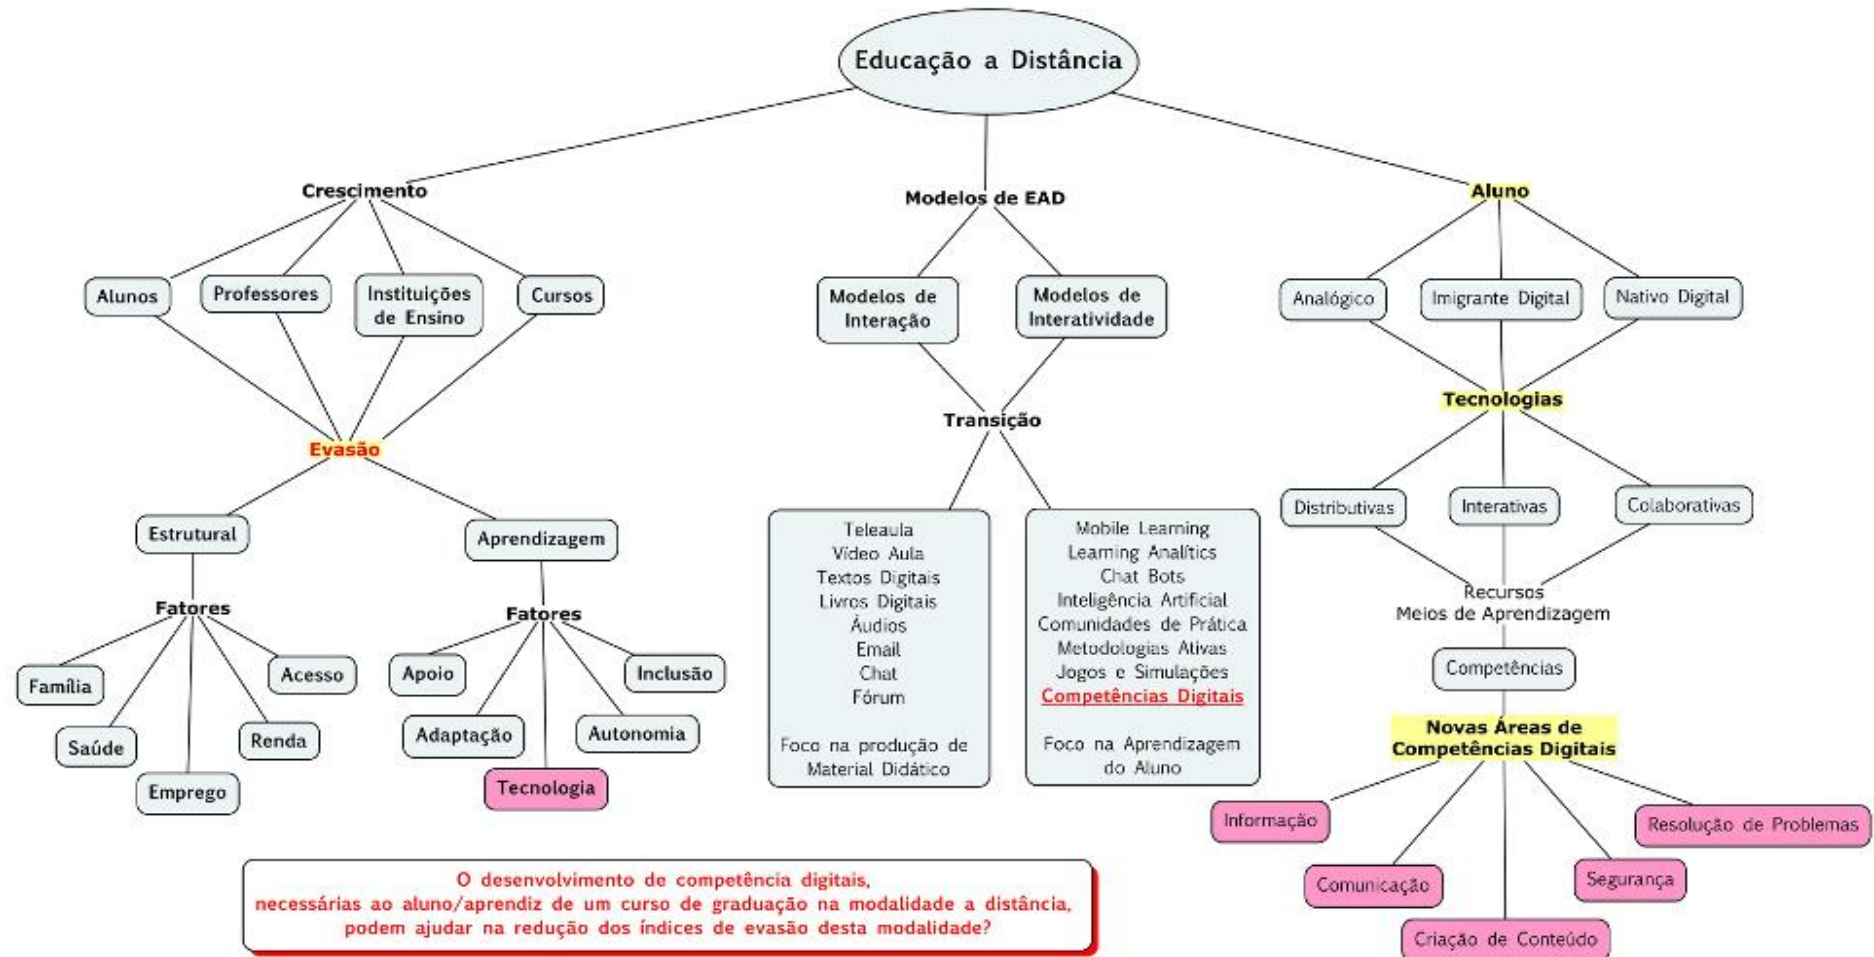 Educação a Distância
Crescimento
Modelos de EAD
Aluno
Alunos
Professores
Instituições
de Ensino
Cursos
Modelos de
Interação
Modelos de
Interatividade
Analógico
Imigrante Digital
Nativo Digital
Evasão
Transição
Tecnologias
Estrutural
Aprendizagem
Distributivas
Interativas
Colaborativas
Fatores
Fatores
Família
Saúde
Emprego
Renda
Acesso
Apoio
Adaptação
Tecnologia
Autonomia
Inclusão
Teleaula
Vídeo Aula
Textos Digitais
Livros Digitais
Áudios
Email
Chat
Fórum
Foco na produção de
Material Didático
Mobile Learning
Learning Analítics
Chat Bots
Inteligência Artificial
Comunidades de Prática
Metodologias Ativas
Jogos e Simulações
Competências Digitais
Foco na Aprendizagem
do Aluno
Recursos
Meios de Aprendizagem
Competências
Novas Áreas de
Competências Digitais
Informação
Comunicação
Criação de Conteúdo
Segurança
Resolução de Problemas
O desenvolvimento de competência digitais,
necessárias ao aluno/aprendiz de um curso de graduação na modalidade a distância,
podem ajudar na redução dos índices de evasão desta modalidade?